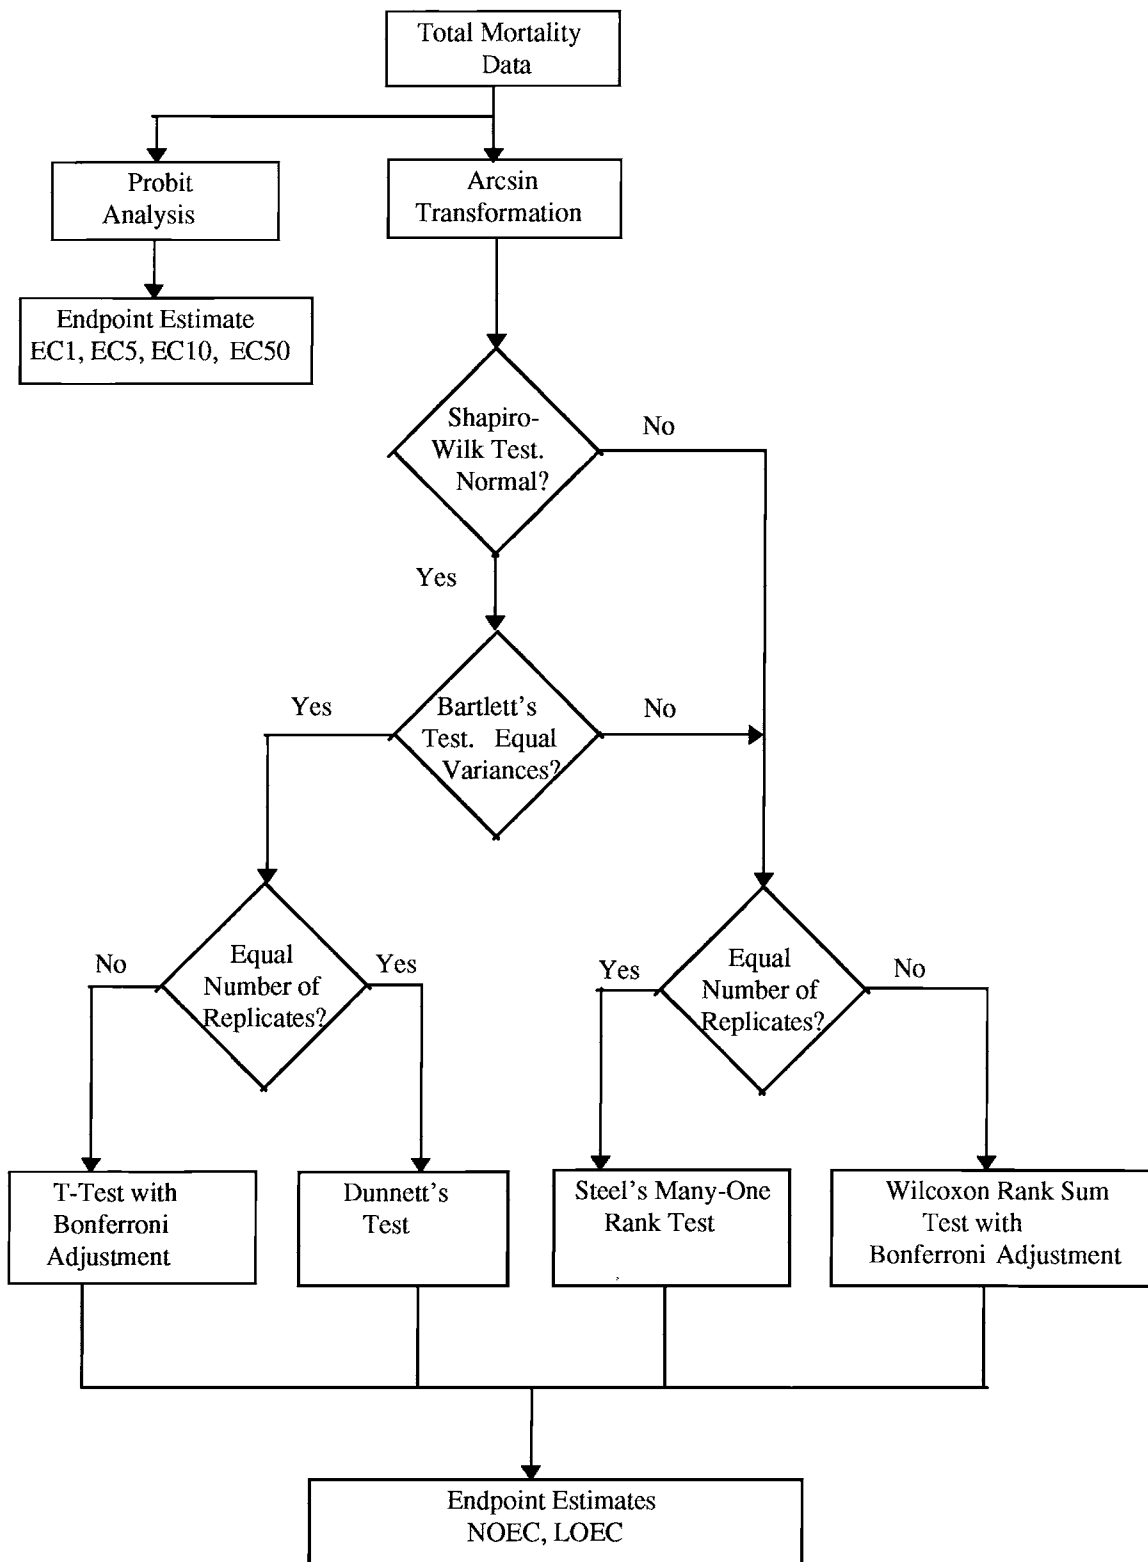 Total Mortality
Data
Probit
Analysis
Arcsin
Transformation
Endpoint Estimate
EC1, EC5, EC10, EC50
Shapiro-
Wilk Test.
Normal?
No
Yes
Bartlett's
Test. Equal
Variances?
Yes
No
Equal
Number of
Replicates?
No
Yes
Equal
Number of
Replicates?
Yes
No
T-Test with
Bonferroni
Adjustment
Dunnett's
Test
Steel's Many-One
Rank Test
Wilcoxon Rank Sum
Test with
Bonferroni Adjustment
Endpoint Estimates
NOEC, LOEC